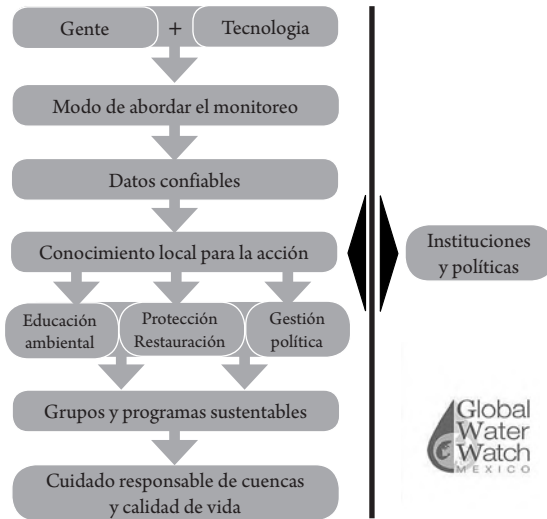 Gente + Tecnologia
Modo de abordar el monitoreo
Datos confiables
Conocimiento local para la acción
Instituciones
y políticas
Educación
ambiental
Protección
Restauración
Gestión
política
Grupos y programas sustentables
Cuidado responsable de cuencas
y calidad de vida
Global
Water
Watch
MEXICO